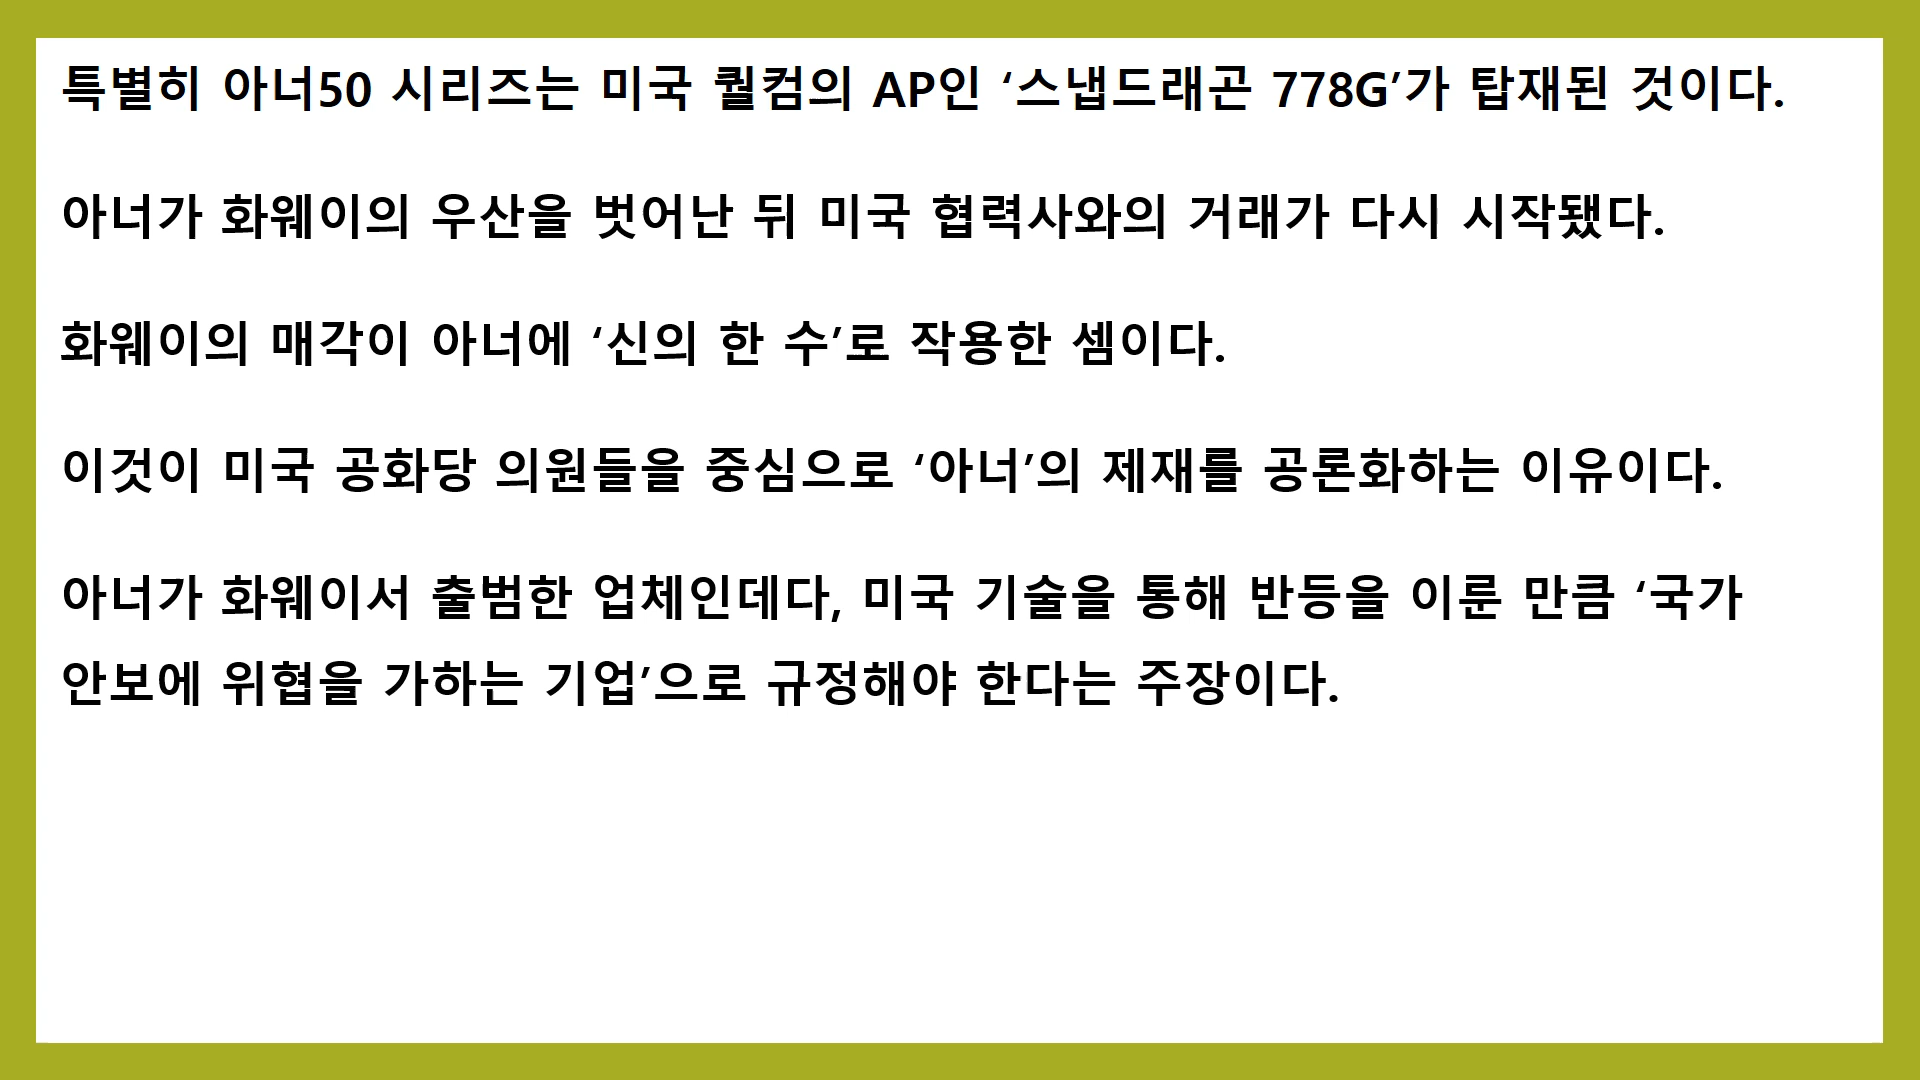 특별히 아너50 시리즈는 미국 퀄컴의 AP인 ‘스냅드래곤 778G’가 탑재된 것이다.
아너가 화웨이의 우산을 벗어난 뒤 미국 협력사와의 거래가 다시 시작됐다.
화웨이의 매각이 아너에 ‘신의 한 수’로 작용한 셈이다.
이것이 미국 공화당 의원들을 중심으로 ‘아너’의 제재를 공론화하는 이유이다.
아너가 화웨이서 출범한 업체인데다, 미국 기술을 통해 반등을 이룬 만큼 ‘국가
안보에 위협을 가하는 기업’으로 규정해야 한다는 주장이다.